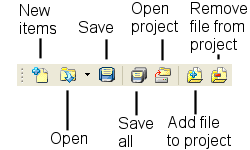 New
items
Save
Open
project
Remove
file from
project
Open
Save
all
Add file
to project